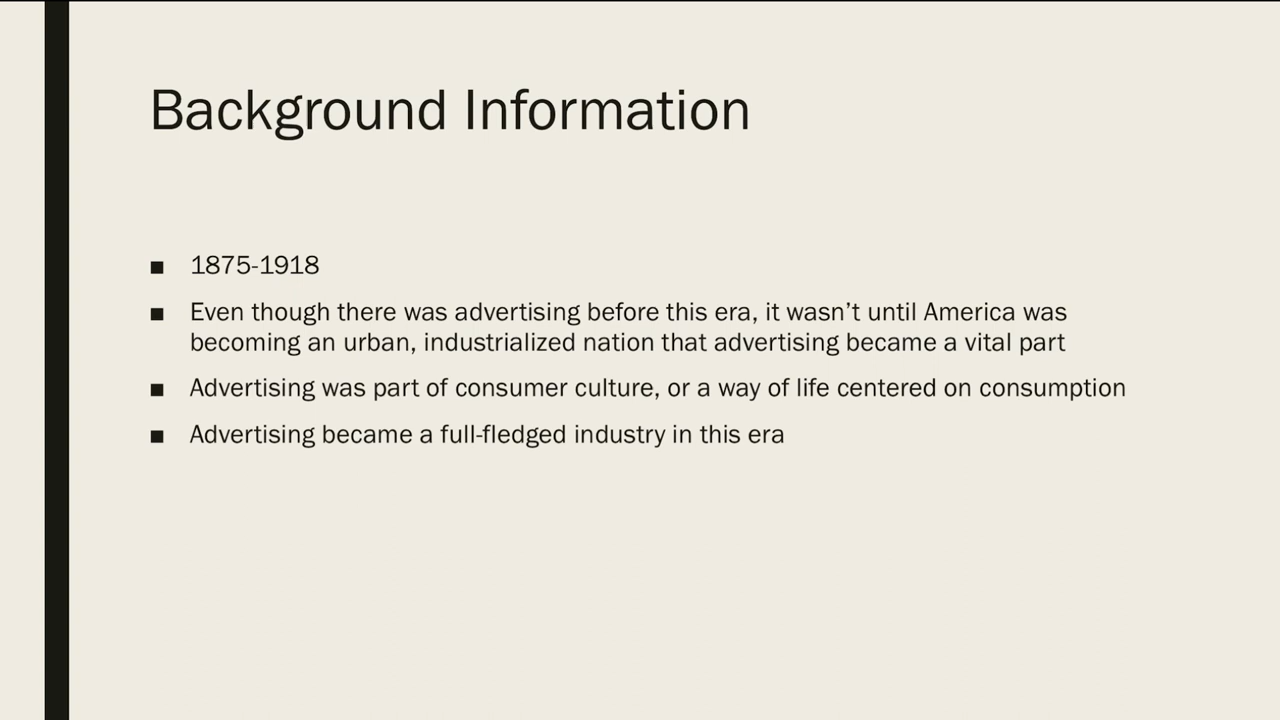 Background Information
■ 1875-1918
■ Even though there was advertising before this era, it wasn’t until America was
becoming an urban, industrialized nation that advertising became a vital part
■ Advertising was part of consumer culture, or a way of life centered on consumption
■ Advertising became a full-fledged industry in this era